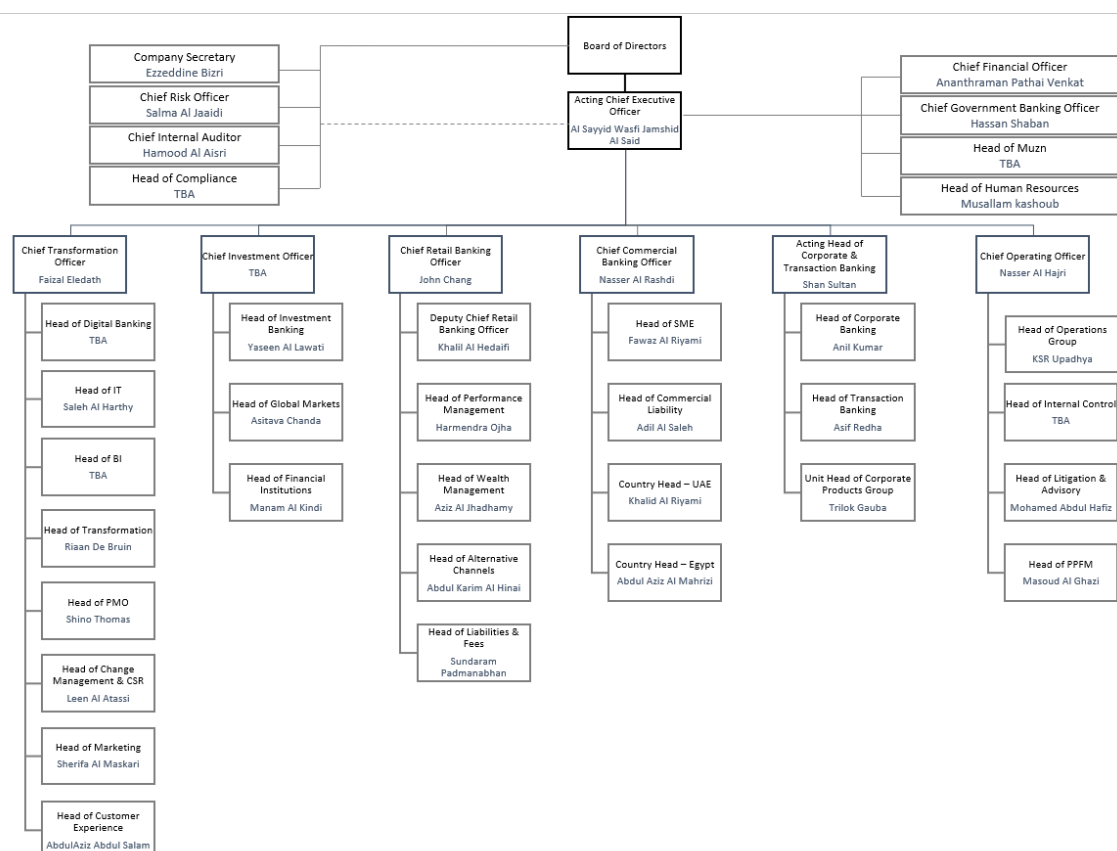 Board of Directors
Company Secretary
Ezzeddine Bizri
Chief Risk Officer
Salma Al Jaaidi
Chief Internal Auditor
Hamood Al Aisri
Head of Compliance
TBA
Acting Chief Executive
Officer
Al Sayyid Wasfi Jamshid
Al Said
Chief Financial Officer
Ananthraman Pathai Venkat
Chief Government Banking Officer
Hassan Shaban
Head of Muzn
TBA
Head of Human Resources
Musallam kashoub
Chief Transformation
Officer
Faizal Eledath
Head of Digital Banking
TBA
Head of IT
Saleh Al Harthy
Head of BI
TBA
Head of Transformation
Riaan De Bruin
Head of PMO
Shino Thomas
Head of Change
Management & CSR
Leen Al Atassi
Head of Marketing
Sherifa Al Maskari
Head of Customer
Experience
AbdulAziz Abdul Salam
Chief Investment Officer
TBA
Head of Investment
Banking
Yaseen Al Lawati
Head of Global Markets
Asitava Chanda
Head of Financial
Institutions
Manam Al Kindi
Chief Retail Banking
Officer
John Chang
Deputy Chief Retail
Banking Officer
Khalil Al Hedaifi
Head of Performance
Management
Harmendra Ojha
Head of Wealth
Management
Aziz Al Jhadhamy
Head of Alternative
Channels
Abdul Karim Al Hinai
Head of Liabilities &
Fees
Sundaram
Padmanabhan
Chief Commercial
Banking Officer
Nasser Al Rashdi
Head of SME
Fawaz Al Riyami
Head of Commercial
Liability
Adil Al Saleh
Country Head – UAE
Khalid Al Riyami
Country Head – Egypt
Abdul Aziz Al Mahrizi
Acting Head of
Corporate &
Transaction Banking
Shan Sultan
Head of Corporate
Banking
Anil Kumar
Head of Transaction
Banking
Asif Redha
Unit Head of Corporate
Products Group
Trilok Gauba
Chief Operating Officer
Nasser Al Hajri
Head of Operations
Group
KSR Upadhya
Head of Internal Control
TBA
Head of Litigation &
Advisory
Mohamed Abdul Hafiz
Head of PPFM
Masoud Al Ghazi